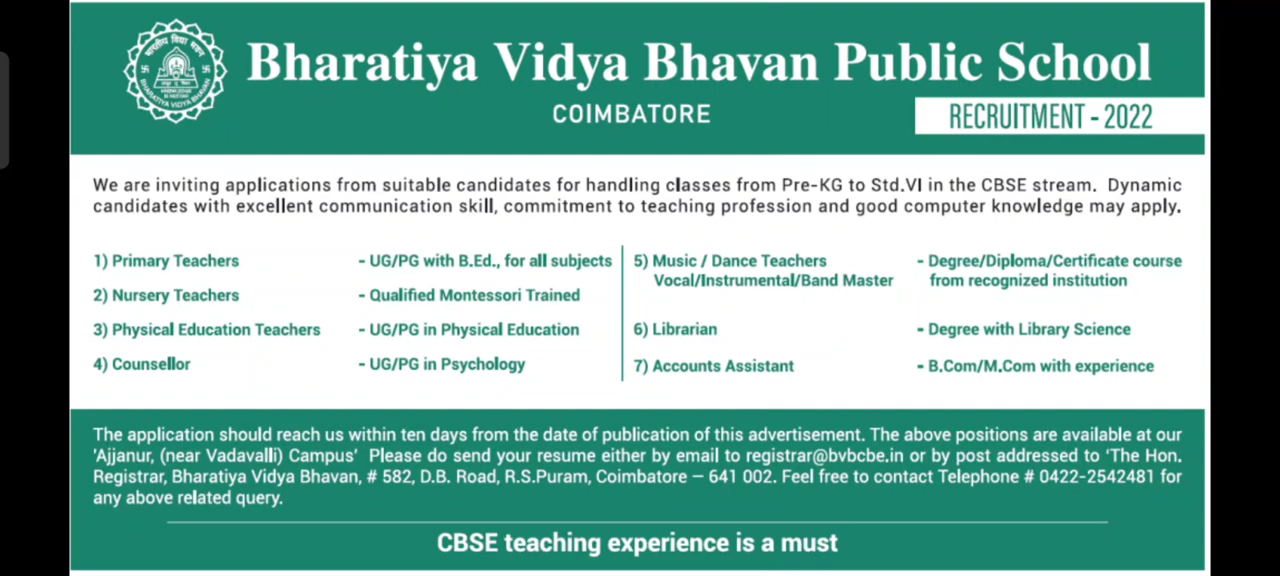 भारतीय विद्या भवन
BHARATIYA VIDYA BHAVAN
Bharatiya Vidya Bhavan Public School
COIMBATORE
RECRUITMENT - 2022
We are inviting applications from suitable candidates for handling classes from Pre-KG to Std.VI in the CBSE stream. Dynamic
candidates with excellent communication skill, commitment to teaching profession and good computer knowledge may apply.
1) Primary Teachers - UG/PG with B.Ed., for all subjects
2) Nursery Teachers - Qualified Montessori Trained
3) Physical Education Teachers - UG/PG in Physical Education
4) Counsellor - UG/PG in Psychology
5) Music / Dance Teachers - Degree/Diploma/Certificate course
Vocal/Instrumental/Band Master from recognized institution
6) Librarian - Degree with Library Science
7) Accounts Assistant - B.Com/M.Com with experience
The application should reach us within ten days from the date of publication of this advertisement. The above positions are available at our
'Ajjanur, (near Vadavalli) Campus' Please do send your resume either by email to registrar@bvbcbe.in or by post addressed to 'The Hon.
Registrar, Bharatiya Vidya Bhavan, # 582, D.B. Road, R.S.Puram, Coimbatore – 641 002. Feel free to contact Telephone # 0422-2542481 for
any above related query.
CBSE teaching experience is a must